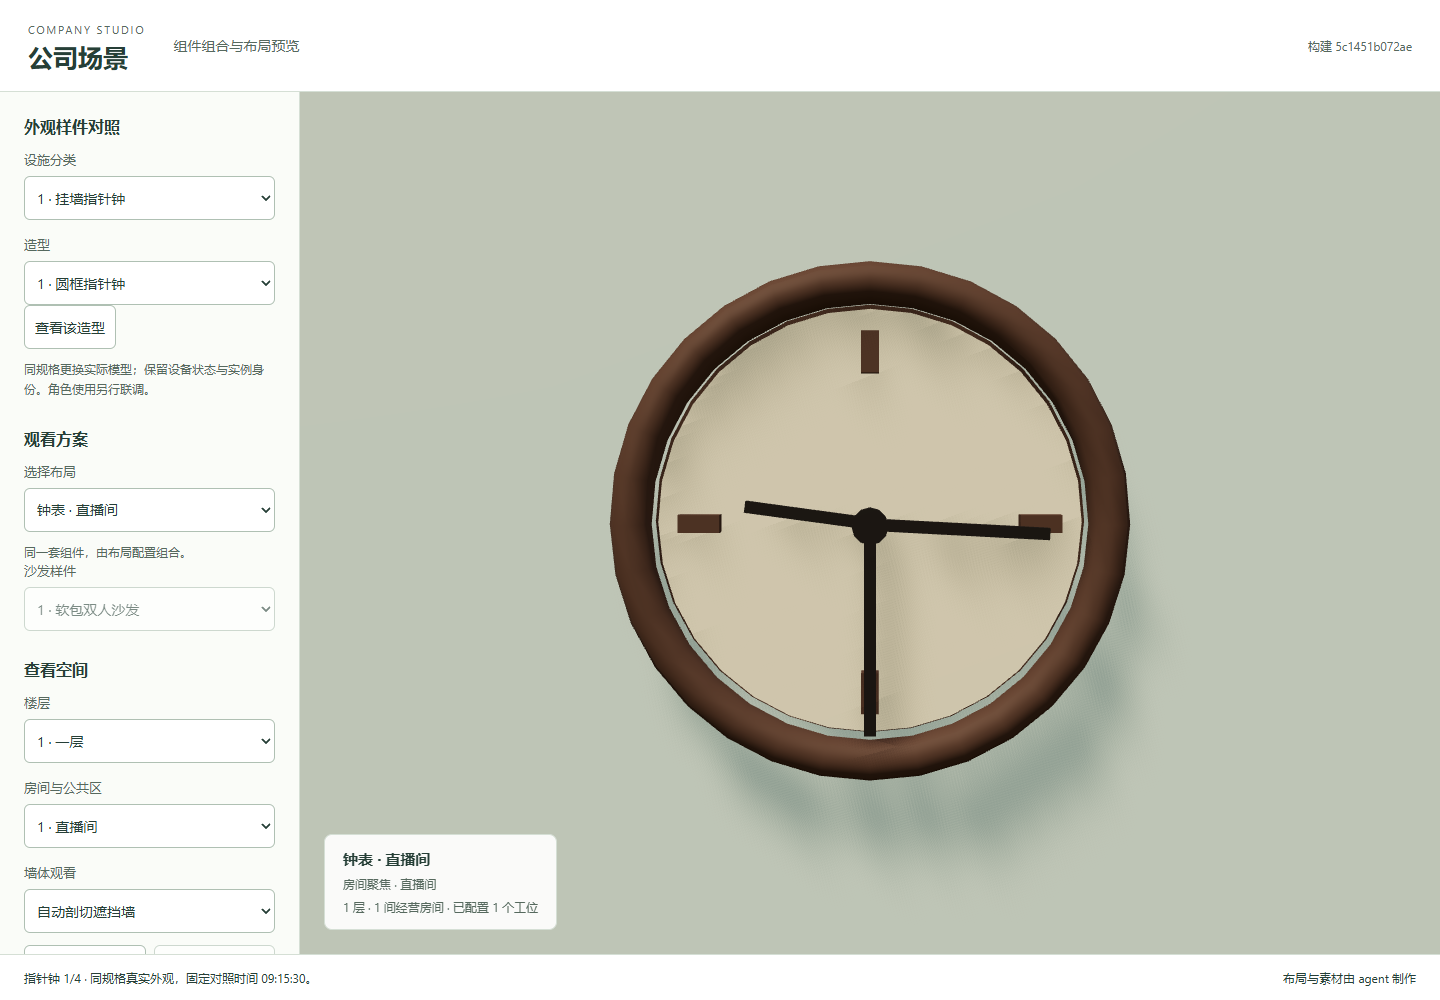 COMPANY STUDIO
公司场景
组件组合与布局预览
构建 5c1451b072ae
外观样件对照
设施分类
1 · 挂墙指针钟
造型
1 · 圆框指针钟
查看该造型
同规格更换实际模型；保留设备状态与实例身
份。角色使用另行联调。
观看方案
选择布局
钟表 · 直播间
同一套组件，由布局配置组合。
沙发样件
1 · 软包双人沙发
查看空间
楼层
1 · 一层
房间与公共区
1 · 直播间
墙体观看
自动剖切遮挡墙
钟表 · 直播间
房间聚焦 · 直播间
1 层 · 1 间经营房间 · 已配置 1 个工位
指针钟 1/4 · 同规格真实外观，固定对照时间 09:15:30。
布局与素材由 agent 制作